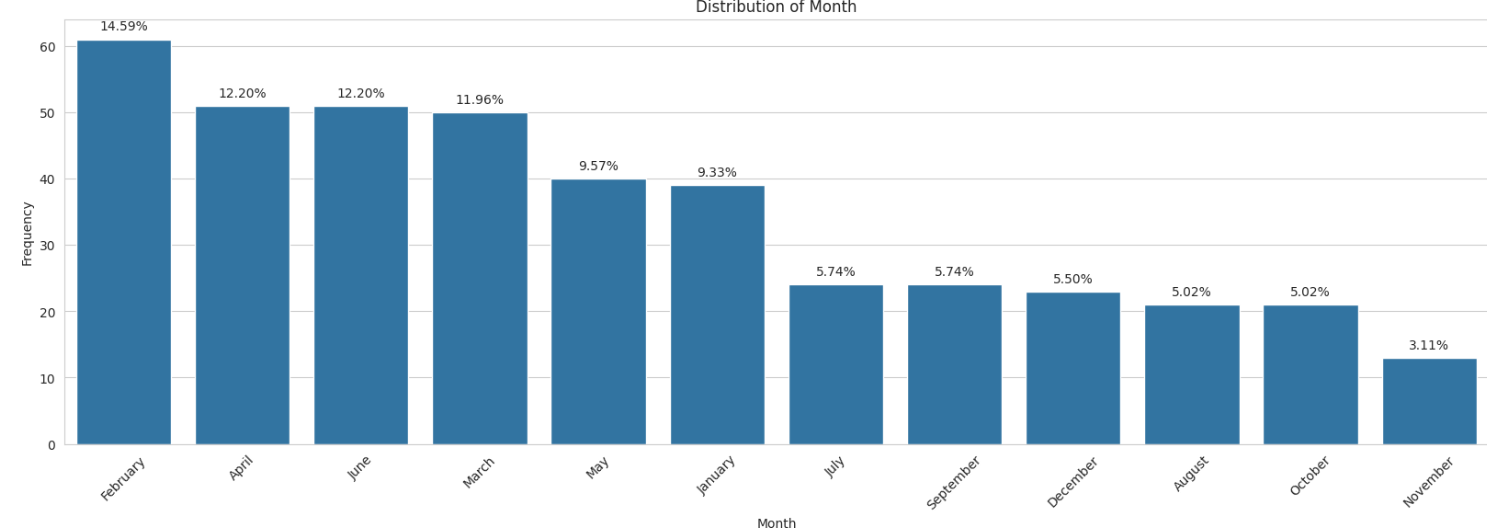 Distribution of Month
14.59%
12.20%
12.20%
11.96%
9.57%
9.33%
5.74%
5.74%
5.50%
5.02%
5.02%
3.11%
60
50
40
30
20
10
0
Frequency
February
April
June
March
May
January
July
September
December
August
October
November
Month